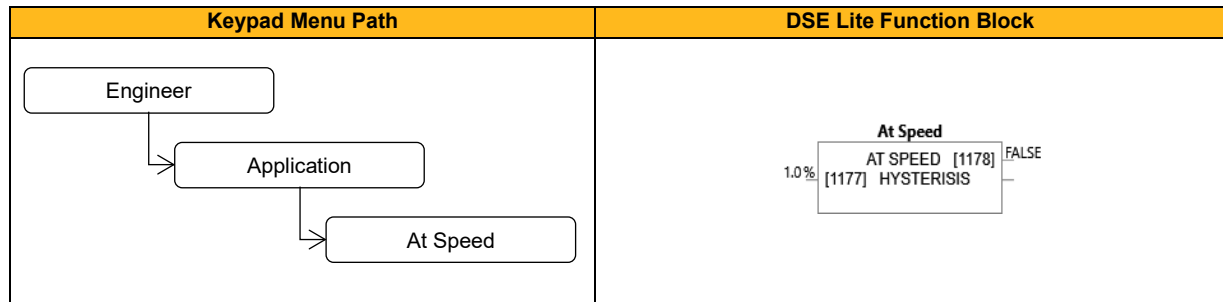 Keypad Menu Path
DSE Lite Function Block
Engineer
Application
At Speed
At Speed
AT SPEED [1178] FALSE
1.0% [1177] HYSTERISIS